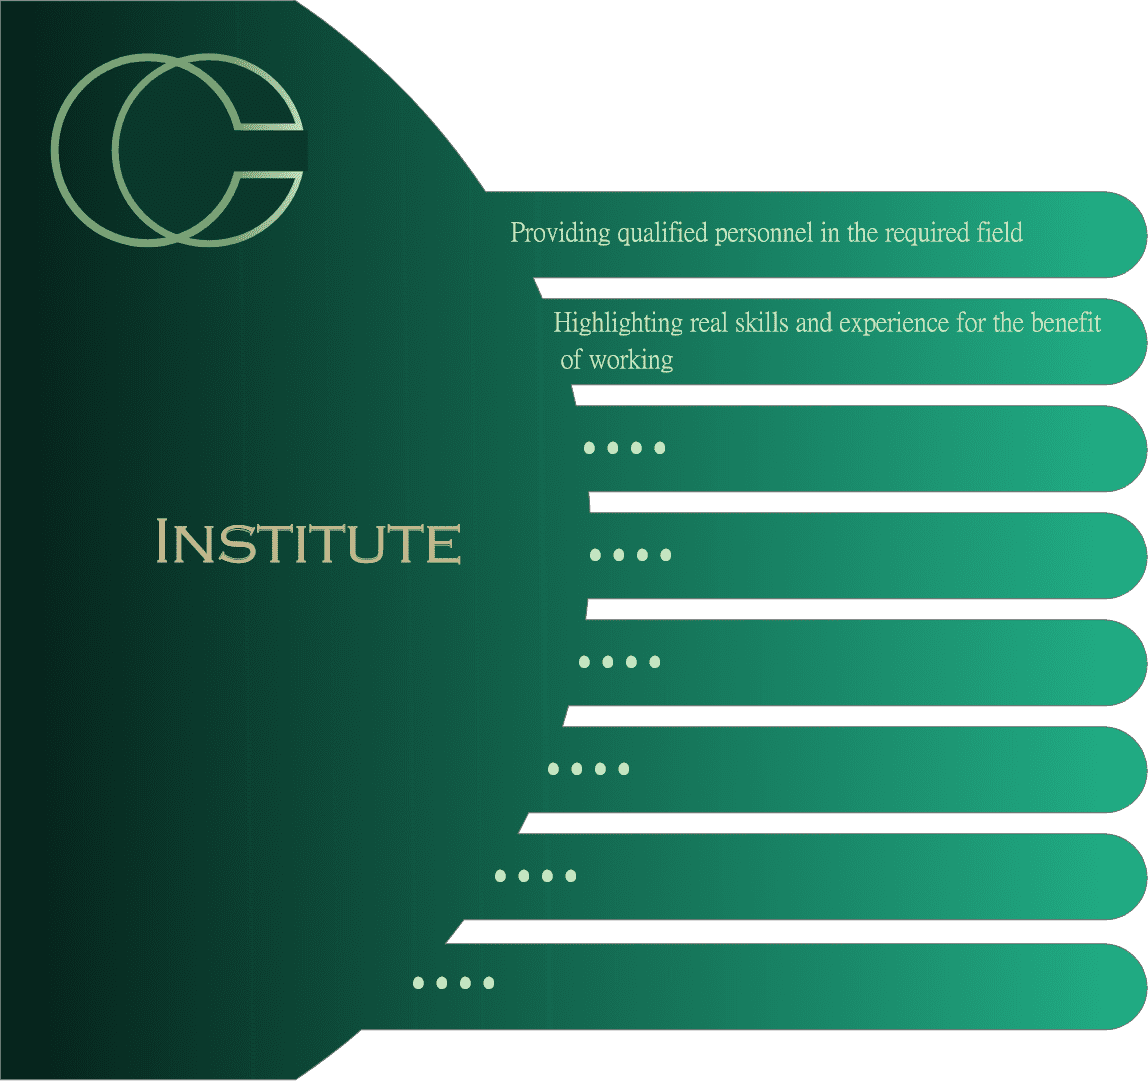 Providing qualified personnel in the required field
Highlighting real skills and experience for the benefit
of working
INSTITUTE